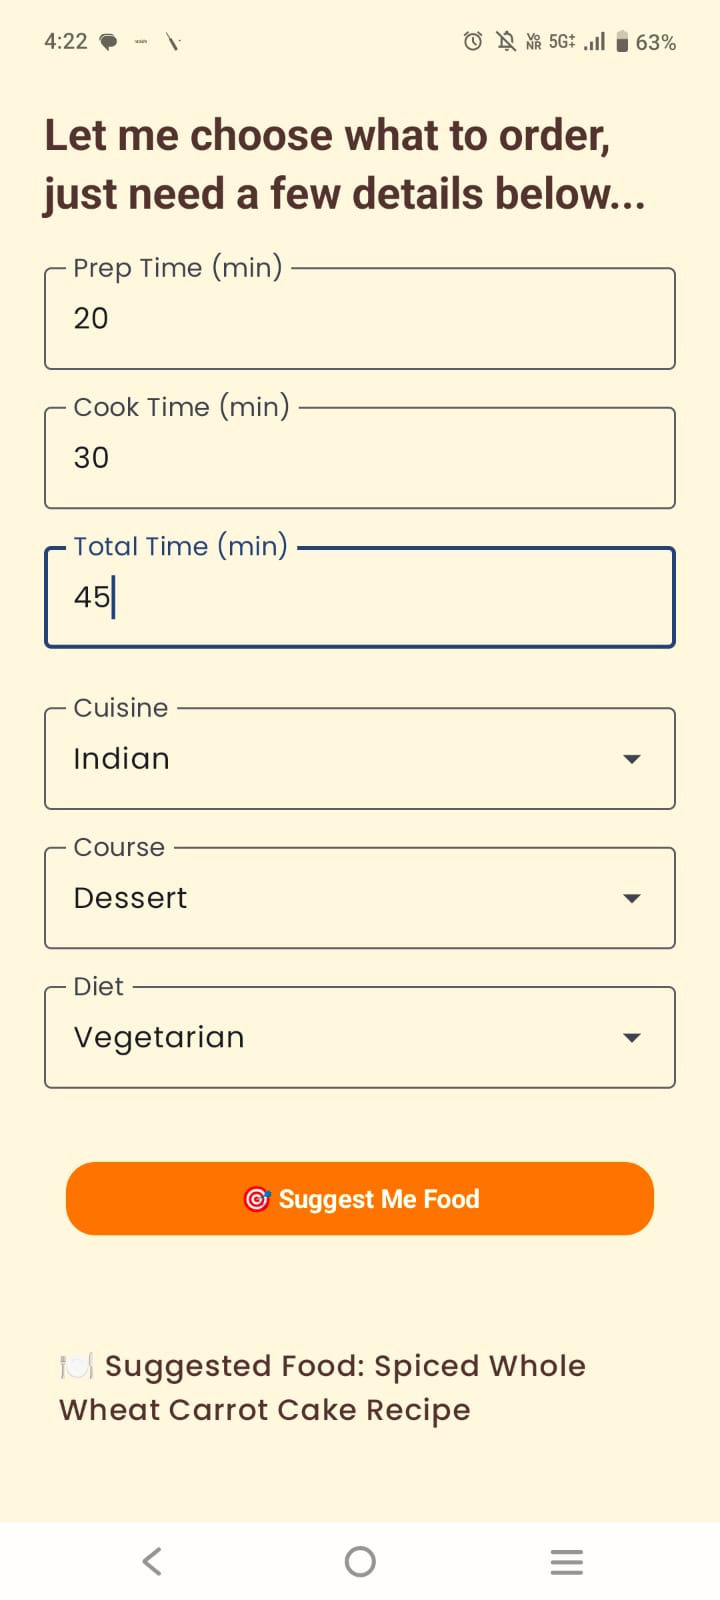 4:22
VO NR 5G 63%
Let me choose what to order,
just need a few details below...
Prep Time (min)
20
Cook Time (min)
30
Total Time (min)
45
Cuisine
Indian
Course
Dessert
Diet
Vegetarian
🎯 Suggest Me Food
🍽️ Suggested Food: Spiced Whole
Wheat Carrot Cake Recipe